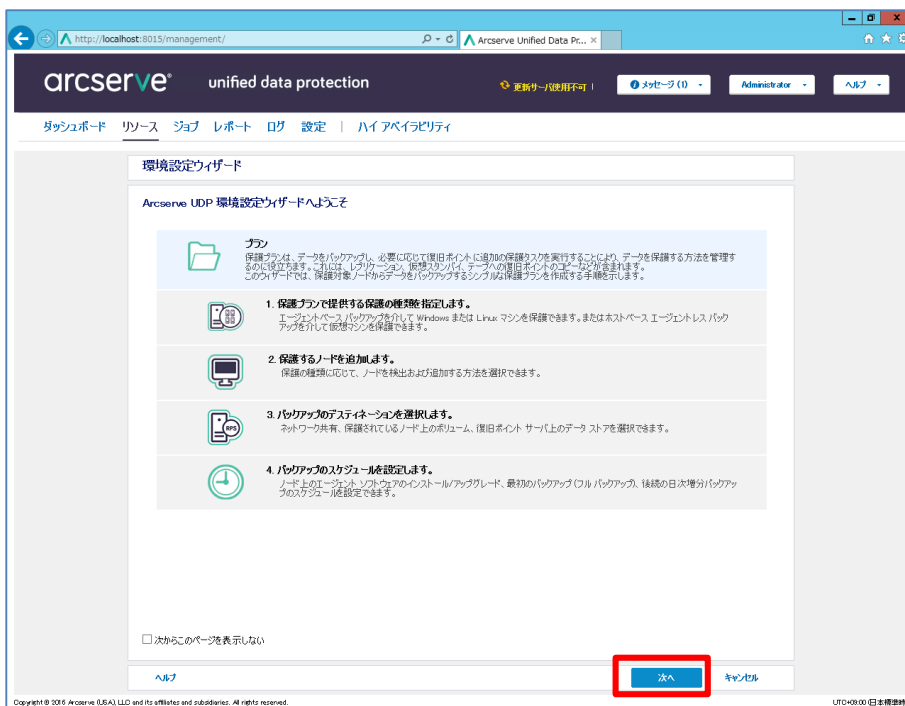 http://localhost:8015/management/
Arcserve Unified Data Pr...
arcserve® unified data protection
更新サーバ使用不可
メッセージ (1)
Administrator
ヘルプ
ダッシュボード リソース ジョブ レポート ログ 設定 | ハイ アベイラビリティ
環境設定ウィザード
Arcserve UDP 環境設定ウィザードへようこそ
プラン
保護プランは、データをバックアップし、必要に応じて復旧ポイントに追加の保護タスクを実行することにより、データを保護する方法を管理す
るのに役立ちます。これには、レプリケーション、仮想スタンバイ、テープへの復旧ポイントのコピーなどが含まれます。
このウィザードでは、保護対象ノードからデータをバックアップするシンプルな保護プランを作成する手順を示します。
1. 保護プランで提供する保護の種類を指定します。
エージェントベース バックアップを介して Windows または Linux マシンを保護できます。またはホストベース エージェントレス バック
アップを介して仮想マシンを保護できます。
2. 保護するノードを追加します。
保護の種類に応じて、ノードを検出および追加する方法を選択できます。
RPS
3. バックアップのデスティネーションを選択します。
ネットワーク共有、保護されているノード上のボリューム、復旧ポイント サーバ上のデータ ストアを選択できます。
4. バックアップのスケジュールを設定します。
ノード上のエージェント ソフトウェアのインストール/アップグレード、最初のバックアップ (フル バックアップ)、後続の日次増分バックアッ
プのスケジュールを設定できます。
次からこのページを表示しない
ヘルプ
次へ
キャンセル
Copyright © 2016 Arcserve (USA), LLC and its affiliates and subsidiaries. All rights reserved.
UTC+09:00 (日本標準時